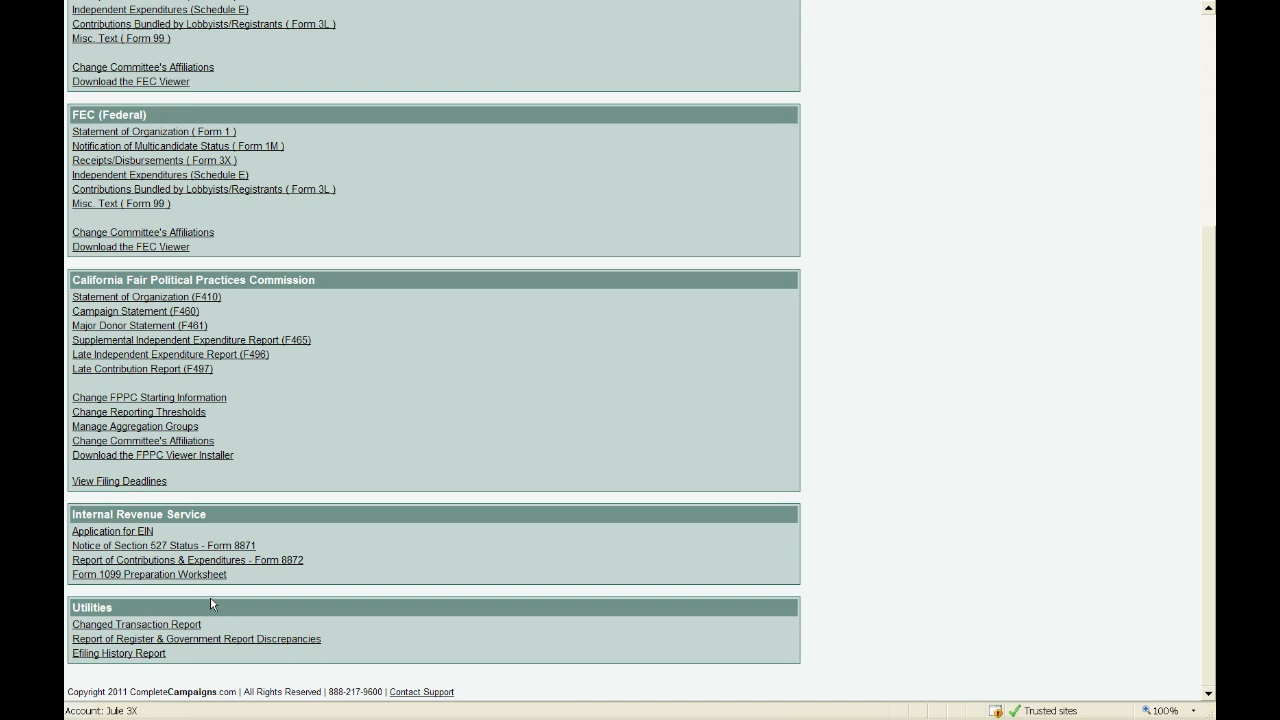 Independent Expenditures (Schedule E)
Contributions Bundled by Lobbyists/Registrants ( Form 3L )
Misc. Text ( Form 99 )
Change Committee's Affiliations
Download the FEC Viewer
FEC (Federal)
Statement of Organization ( Form 1 )
Notification of Multicandidate Status ( Form 1M )
Receipts/Disbursements ( Form 3X )
Independent Expenditures (Schedule E)
Contributions Bundled by Lobbyists/Registrants ( Form 3L )
Misc. Text ( Form 99 )
Change Committee's Affiliations
Download the FEC Viewer
California Fair Political Practices Commission
Statement of Organization (F410)
Campaign Statement (F460)
Major Donor Statement (F461)
Supplemental Independent Expenditure Report (F465)
Late Independent Expenditure Report (F496)
Late Contribution Report (F497)
Change FPPC Starting Information
Change Reporting Thresholds
Manage Aggregation Groups
Change Committee's Affiliations
Download the FPPC Viewer Installer
View Filing Deadlines
Internal Revenue Service
Application for EIN
Notice of Section 527 Status - Form 8871
Report of Contributions & Expenditures - Form 8872
Form 1099 Preparation Worksheet
Utilities
Changed Transaction Report
Report of Register & Government Report Discrepancies
Efiling History Report
Copyright 2011 CompleteCampaigns.com | All Rights Reserved | 888-217-9600 | Contact Support
Account: Julie 3X
Trusted sites
100%